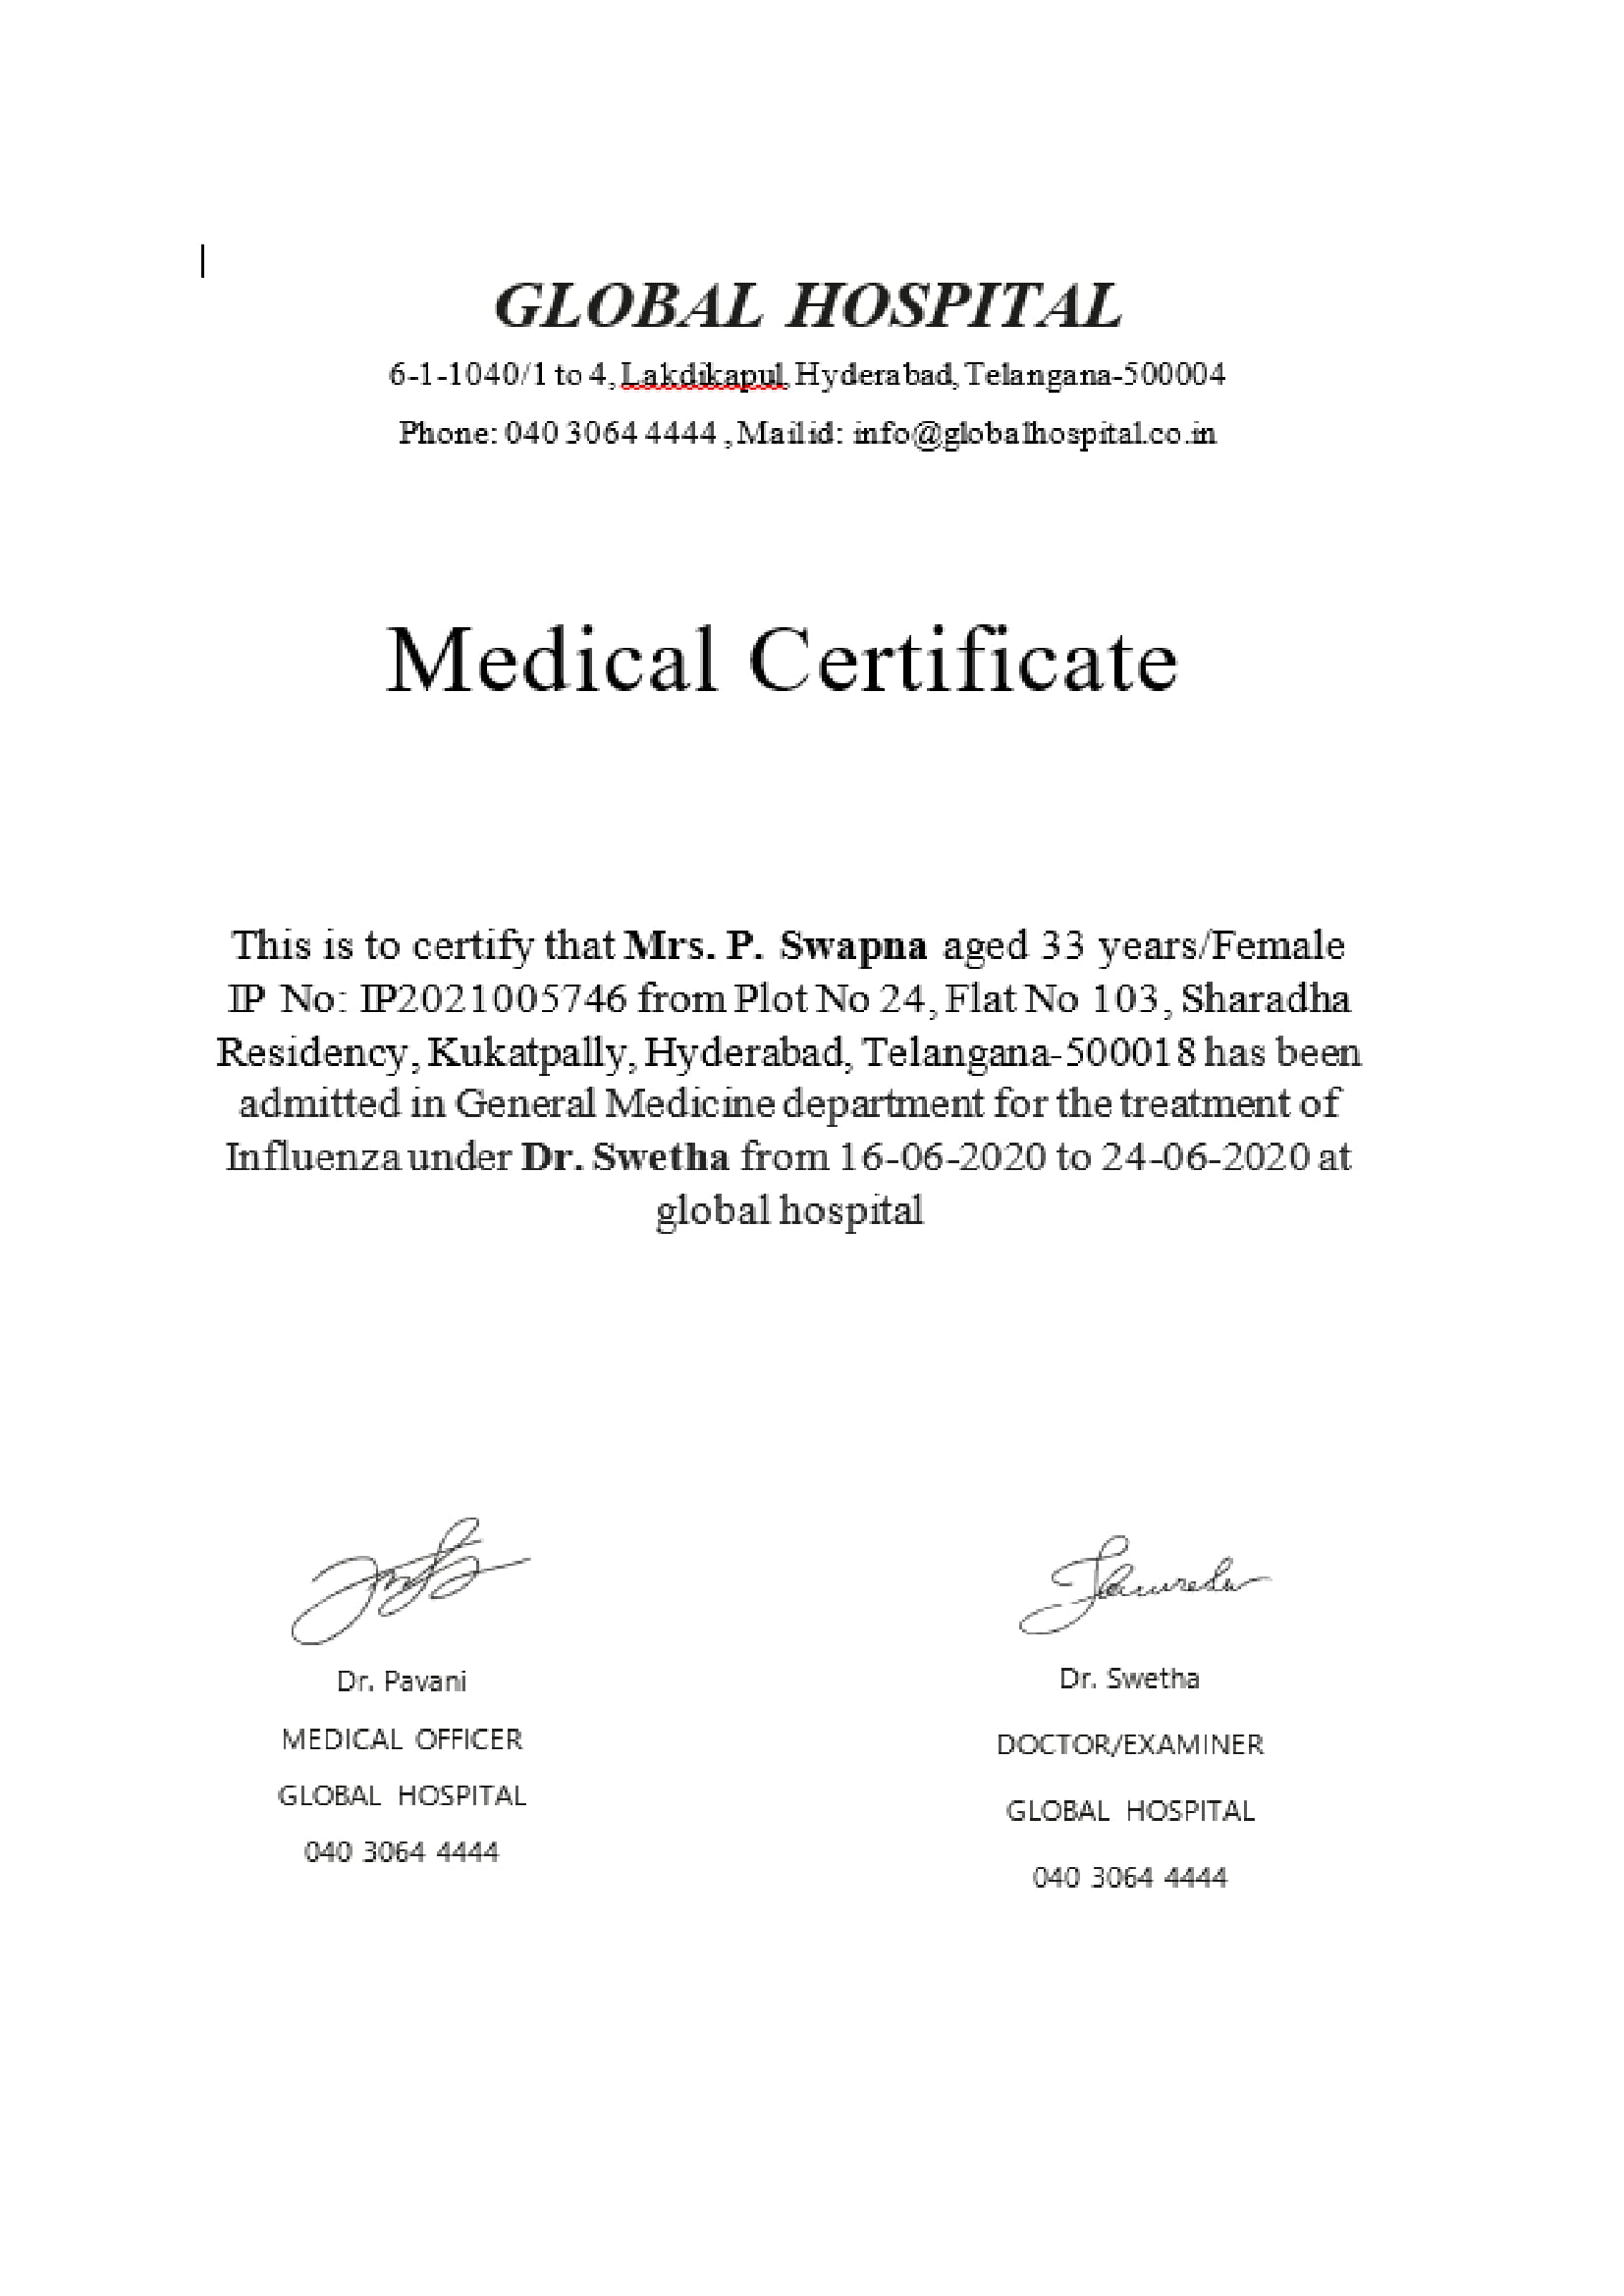 GLOBAL HOSPITAL
6-1-1040/1 to 4, Lakdikapul, Hyderabad, Telangana-500004
Phone: 040 3064 4444 , Mail id: info@globalhospital.co.in
Medical Certificate
This is to certify that Mrs. P. Swapna aged 33 years/Female
IP No: IP2021005746 from Plot No 24, Flat No 103, Sharadha
Residency, Kukatpally, Hyderabad, Telangana-500018 has been
admitted in General Medicine department for the treatment of
Influenza under Dr. Swetha from 16-06-2020 to 24-06-2020 at
global hospital
Dr. Pavani
MEDICAL OFFICER
GLOBAL HOSPITAL
040 3064 4444
Dr. Swetha
DOCTOR/EXAMINER
GLOBAL HOSPITAL
040 3064 4444